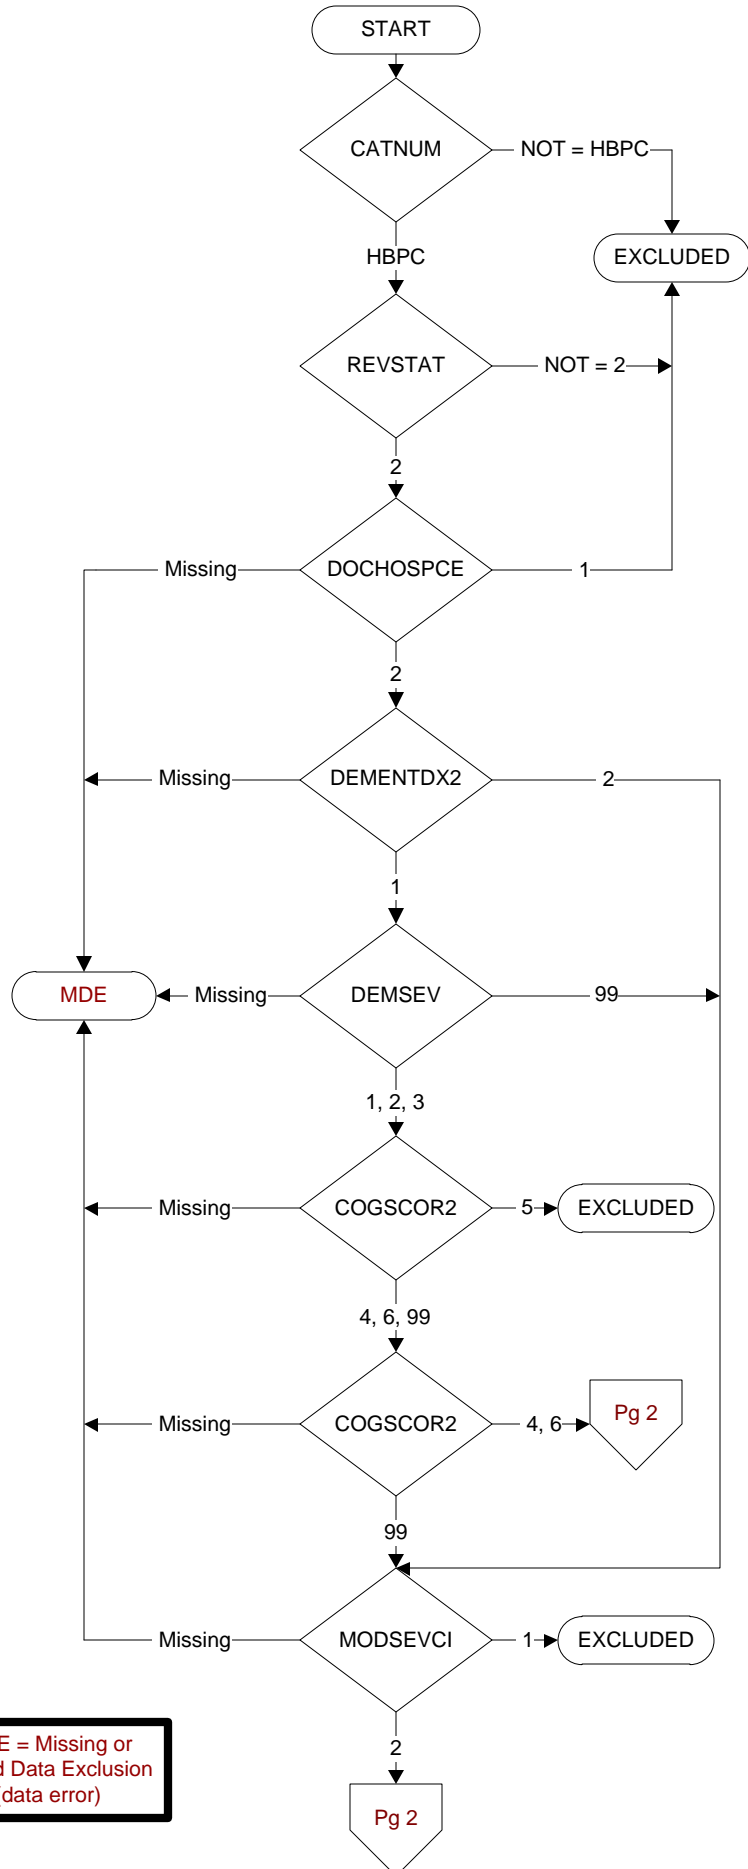 START
CATNUM
NOT = HBPC
EXCLUDED
HBPC
REVSTAT
NOT = 2
2
Missing
DOCHOSPCE
1
2
Missing
DEMENTDX2
2
1
MDE
Missing
DEMSEV
99
1, 2, 3
Missing
COGSCOR2
5
EXCLUDED
4, 6, 99
Missing
COGSCOR2
4, 6
Pg 2
99
Missing
MODSEVCI
1
EXCLUDED
E = Missing or
d Data Exclusion
(data error)
2
Pg 2